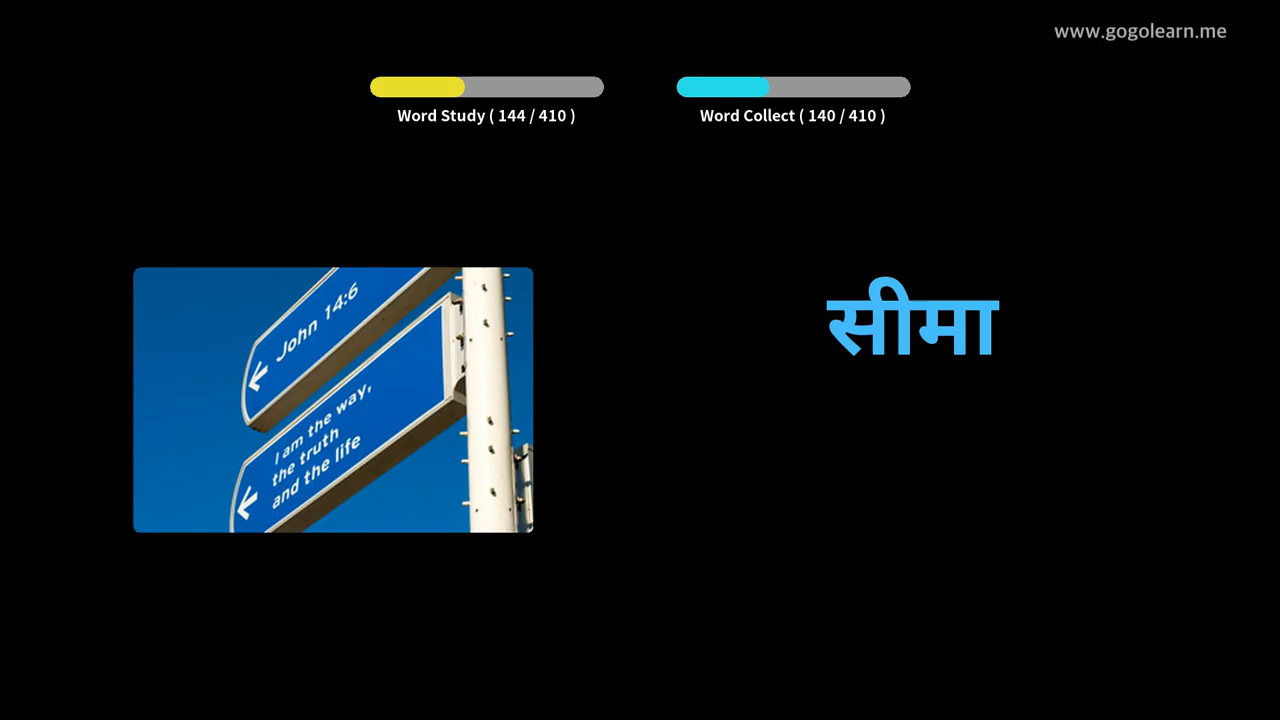 www.gogolearn.me
Word Study ( 144 / 410 )
Word Collect ( 140 / 410 )
John 14:6
I am the way,
the truth
and the life
सीमा